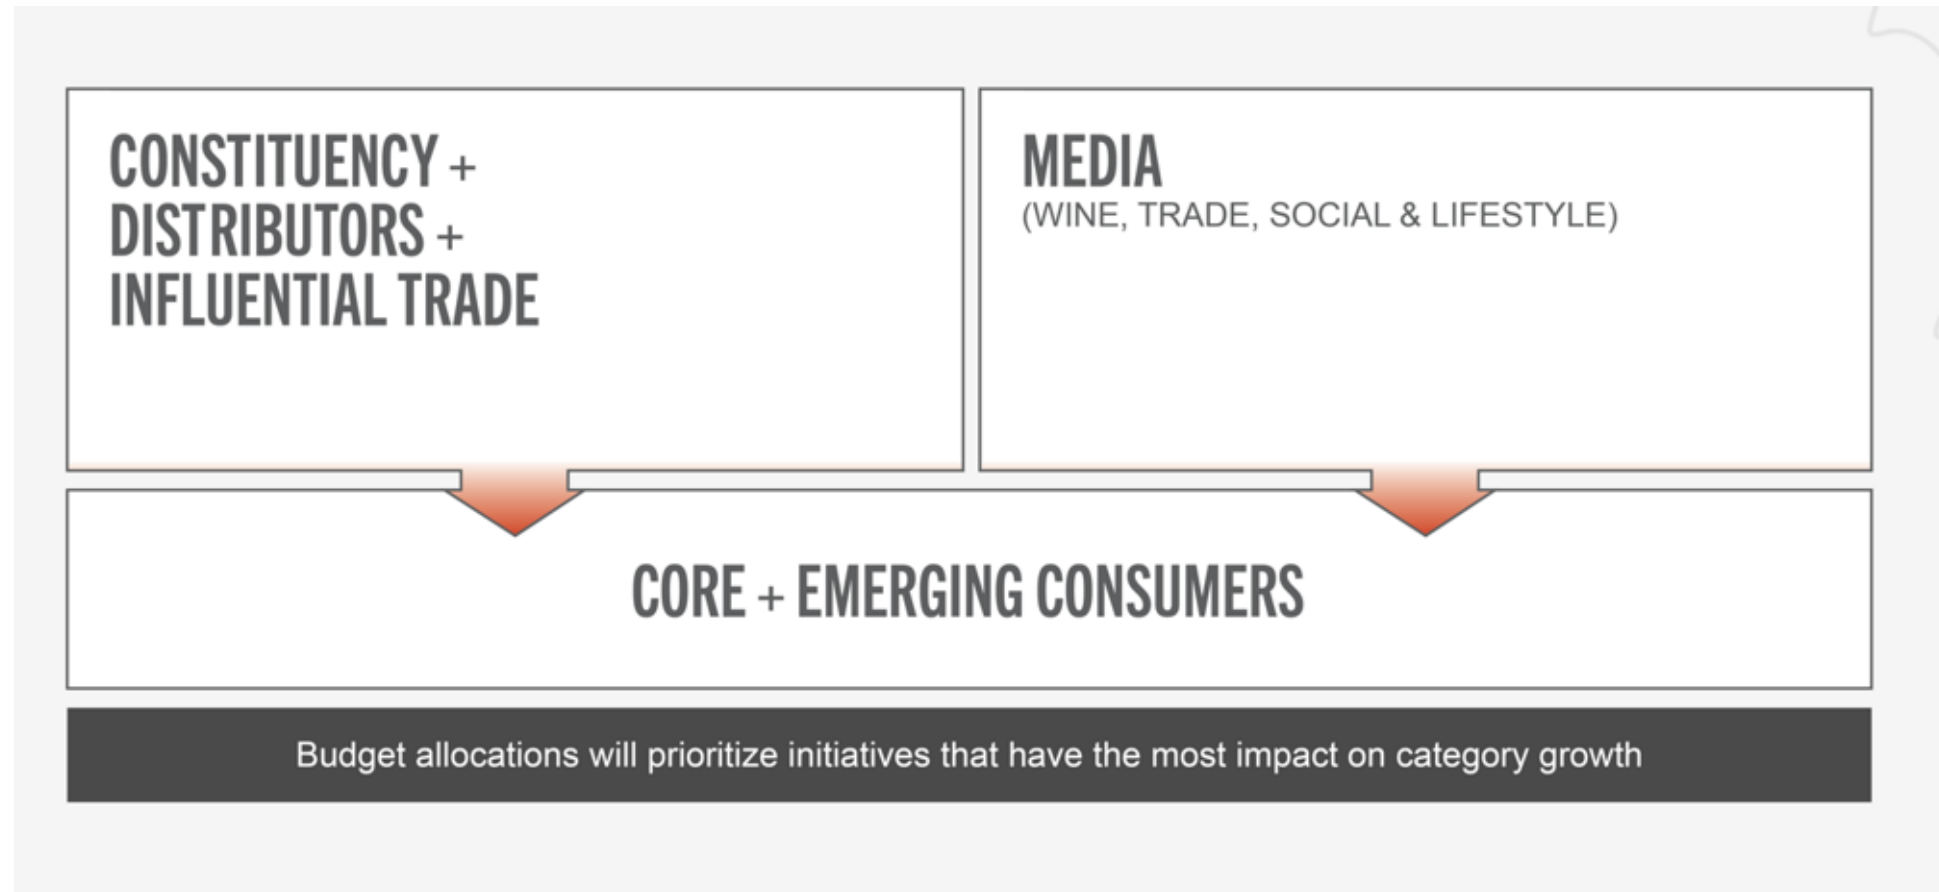 CONSTITUENCY +
DISTRIBUTORS +
INFLUENTIAL TRADE
MEDIA
(WINE, TRADE, SOCIAL & LIFESTYLE)
CORE + EMERGING CONSUMERS
Budget allocations will prioritize initiatives that have the most impact on category growth